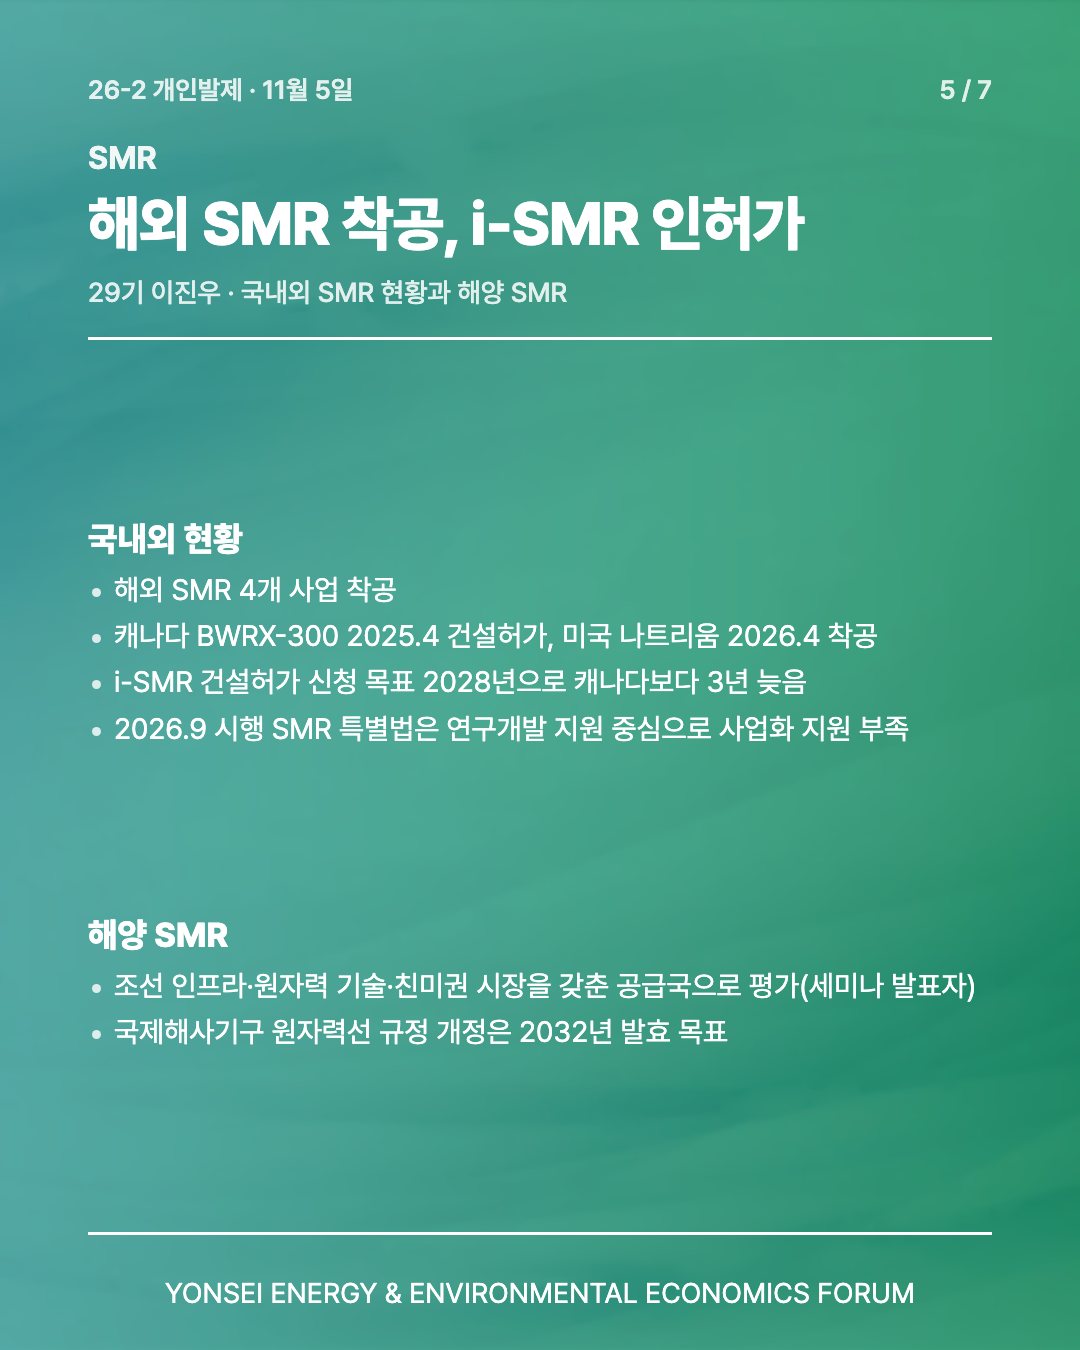 26-2 개인발제 · 11월 5일
5 / 7
SMR
해외 SMR 착공, i-SMR 인허가
29기 이진우 · 국내외 SMR 현황과 해양 SMR
국내외 현황
• 해외 SMR 4개 사업 착공
• 캐나다 BWRX-300 2025.4 건설허가, 미국 나트리움 2026.4 착공
• i-SMR 건설허가 신청 목표 2028년으로 캐나다보다 3년 늦음
• 2026.9 시행 SMR 특별법은 연구개발 지원 중심으로 사업화 지원 부족
해양 SMR
• 조선 인프라·원자력 기술·친미권 시장을 갖춘 공급국으로 평가(세미나 발표자)
• 국제해사기구 원자력선 규정 개정은 2032년 발효 목표
YONSEI ENERGY & ENVIRONMENTAL ECONOMICS FORUM